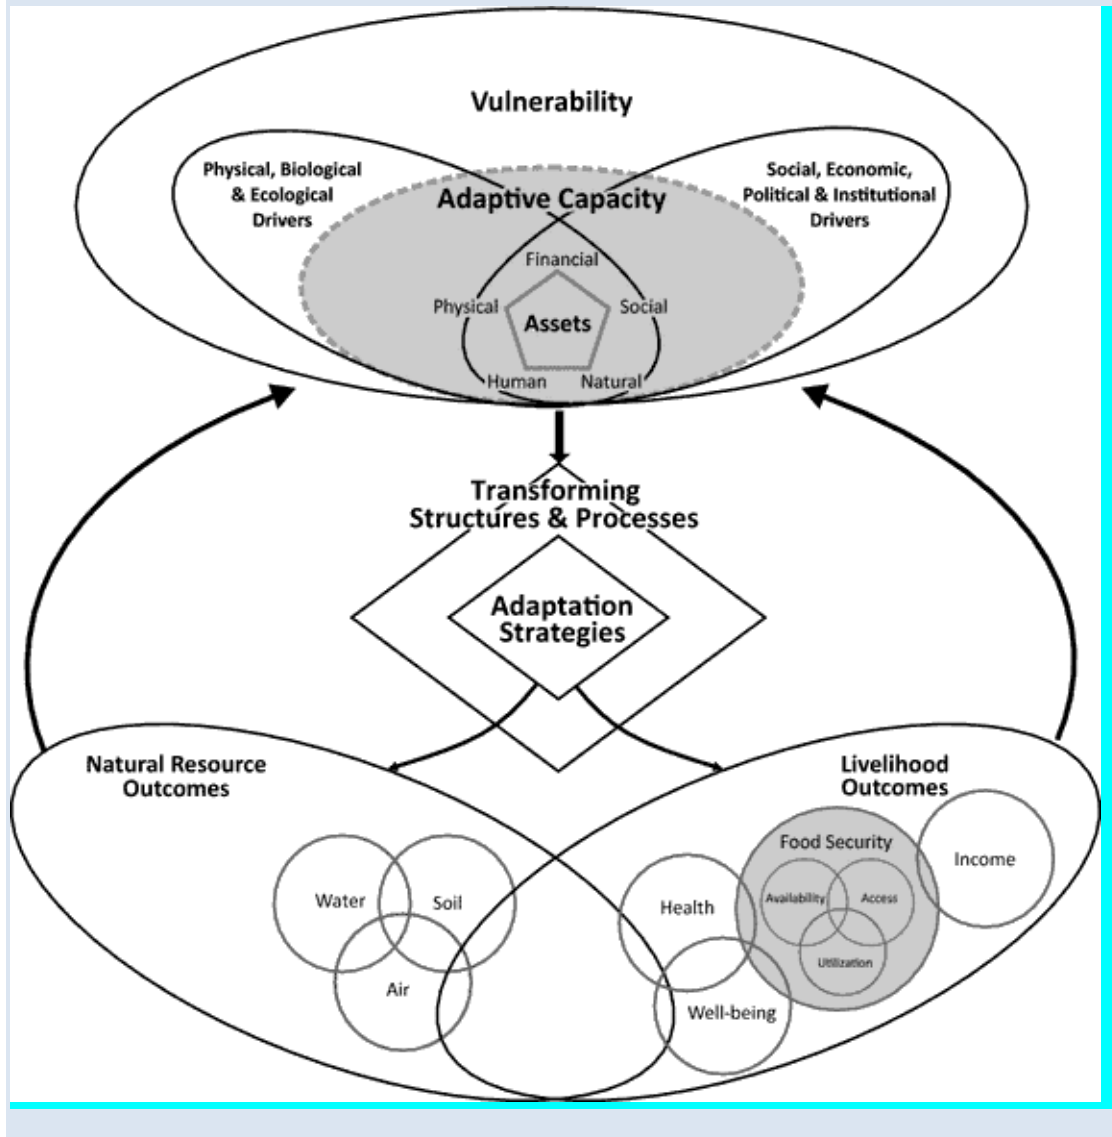 Vulnerability
Physical, Biological
& Ecological
Drivers
Social, Economic,
Political & Institutional
Drivers
Adaptive Capacity
Financial
Physical
Social
Assets
Human
Natural
Transforming
Structures & Processes
Adaptation
Strategies
Natural Resource
Outcomes
Livelihood
Outcomes
Water
Soil
Air
Health
Well-being
Food Security
Availability
Access
Utilization
Income